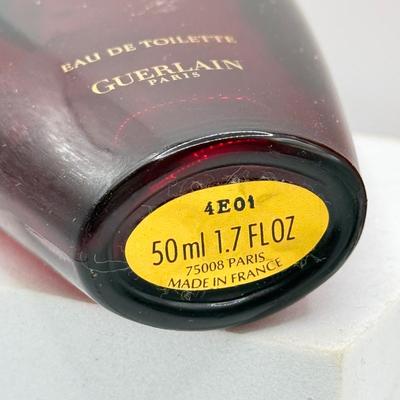 EAU DE TOILETTE
GUERLAIN
PARIS
4E01
50 ml 1.7 FL OZ
75008 PARIS
MADE IN FRANCE